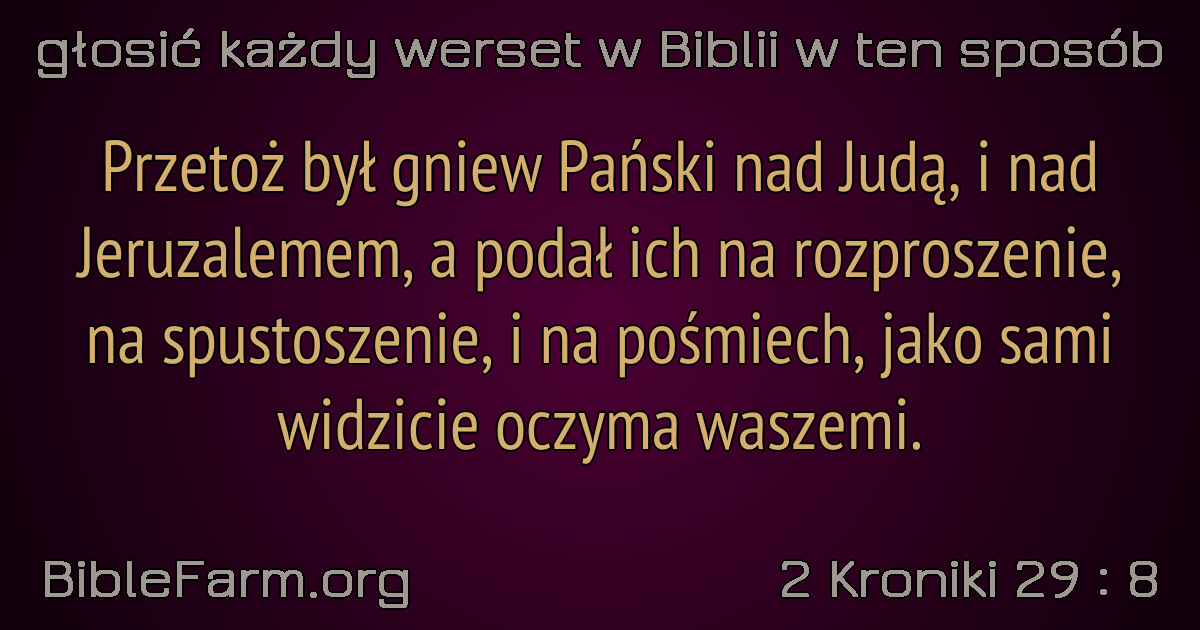 głosić każdy werset w Biblii w ten sposób
Przetoż był gniew Pański nad Judą, i nad
Jeruzalemem, a podał ich na rozproszenie,
na spustoszenie, i na pośmiech, jako sami
widzicie oczyma waszemi.
BibleFarm.org
2 Kroniki 29 : 8